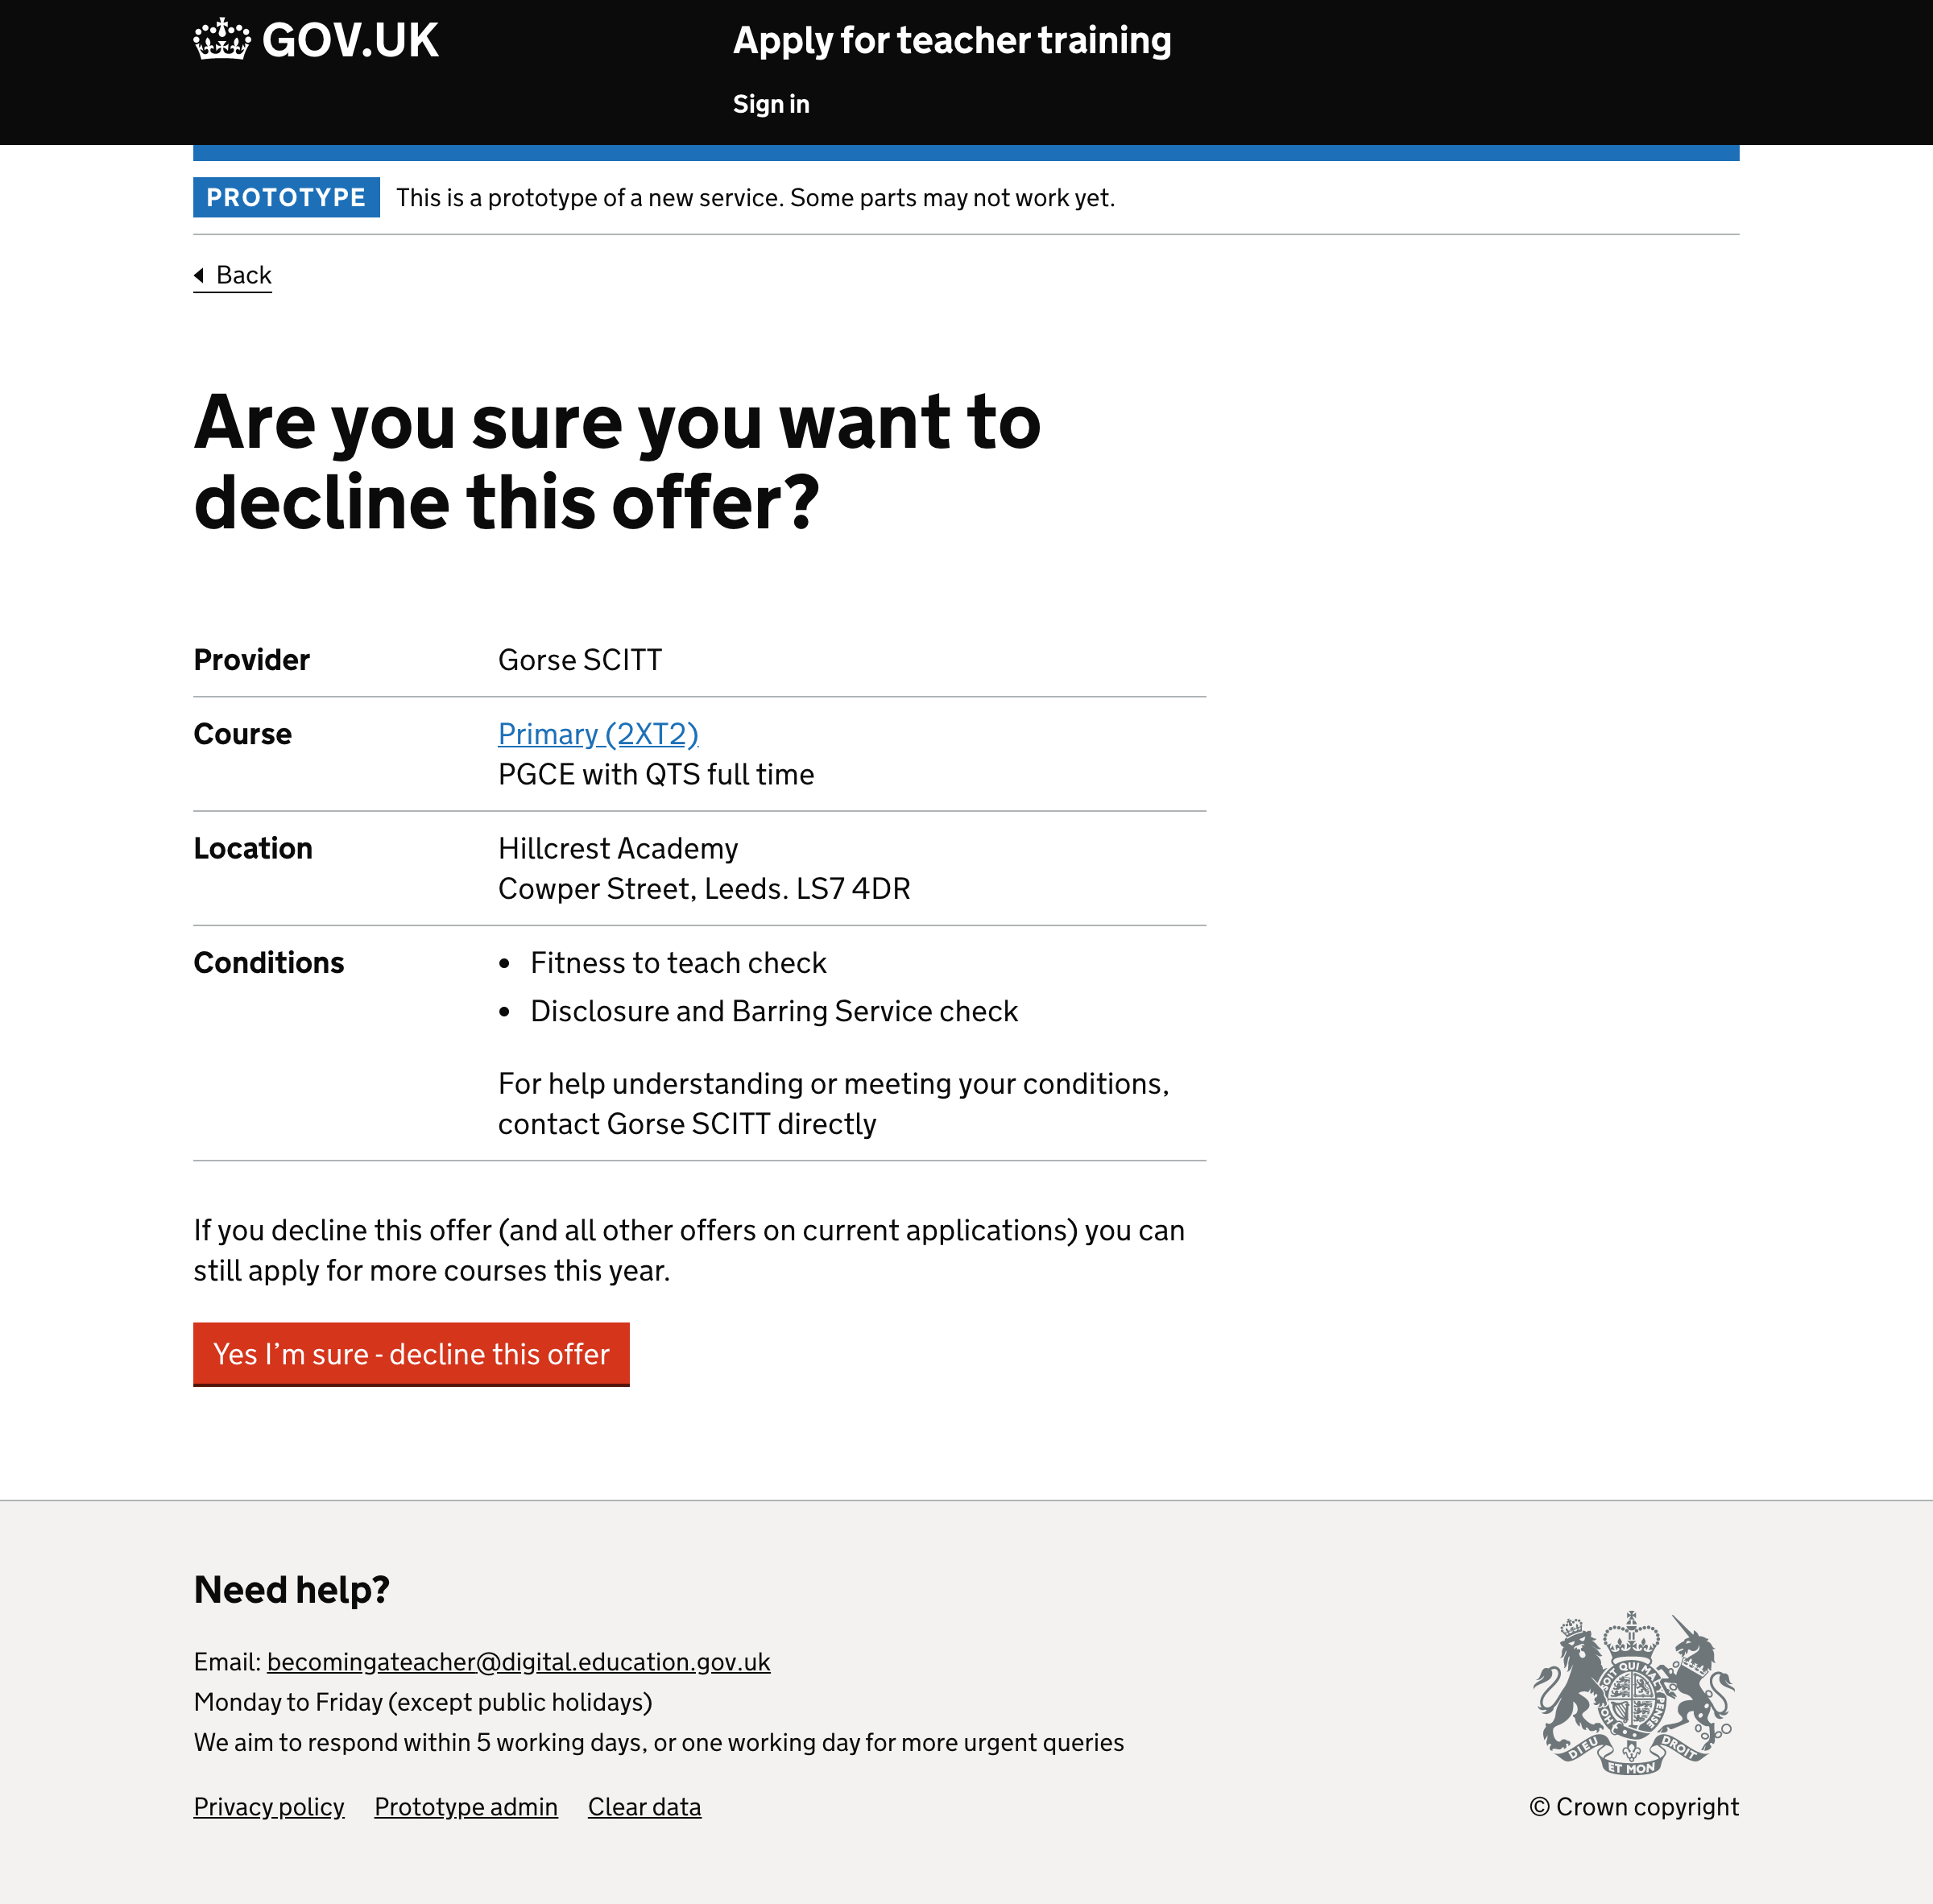 GOV.UK
Apply for teacher training
Sign in
PROTOTYPE This is a prototype of a new service. Some parts may not work yet.
Back
Are you sure you want to
decline this offer?
Provider Gorse SCITT
Course Primary (2XT2)
PGCE with QTS full time
Location Hillcrest Academy
Cowper Street, Leeds. LS7 4DR
Conditions • Fitness to teach check
• Disclosure and Barring Service check
For help understanding or meeting your conditions,
contact Gorse SCITT directly
If you decline this offer (and all other offers on current applications) you can
still apply for more courses this year.
Yes I’m sure - decline this offer
Need help?
Email: becomingateacher@digital.education.gov.uk
Monday to Friday (except public holidays)
We aim to respond within 5 working days, or one working day for more urgent queries
Privacy policy Prototype admin Clear data
DIEU ET MON DROIT
© Crown copyright